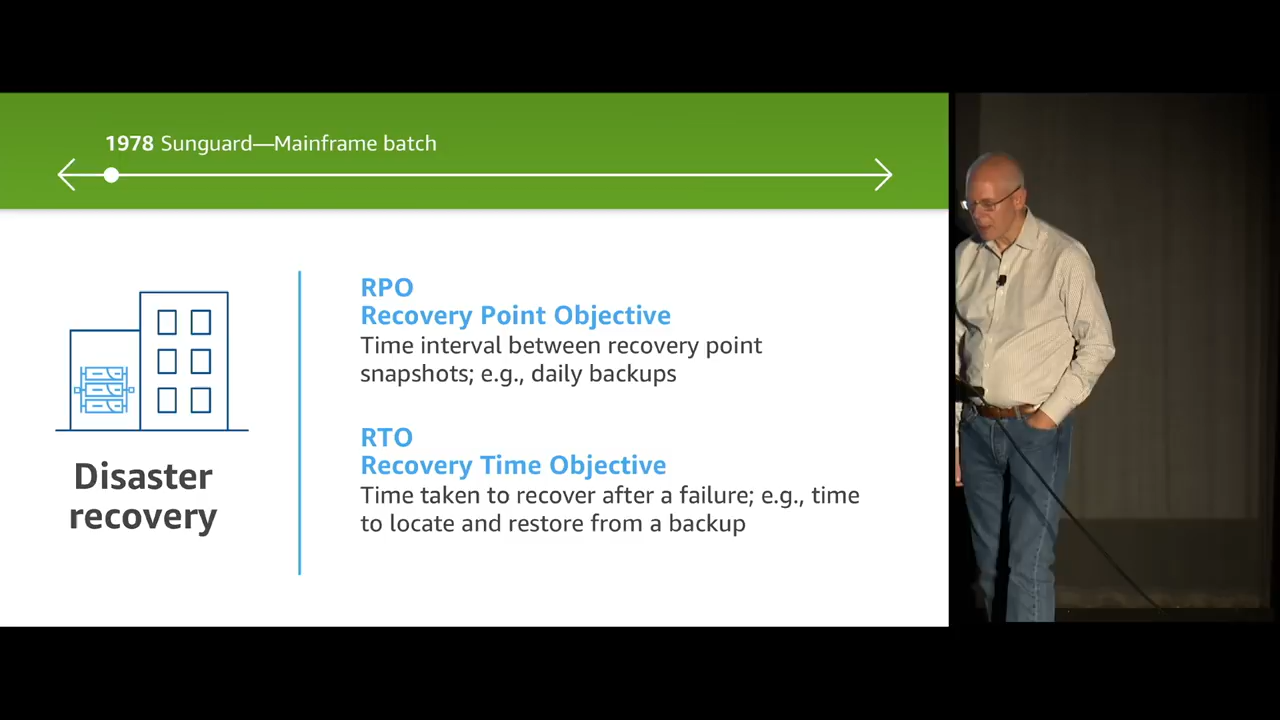 1978 Sunguard—Mainframe batch
Disaster
recovery
RPO
Recovery Point Objective
Time interval between recovery point
snapshots; e.g., daily backups
RTO
Recovery Time Objective
Time taken to recover after a failure; e.g., time
to locate and restore from a backup